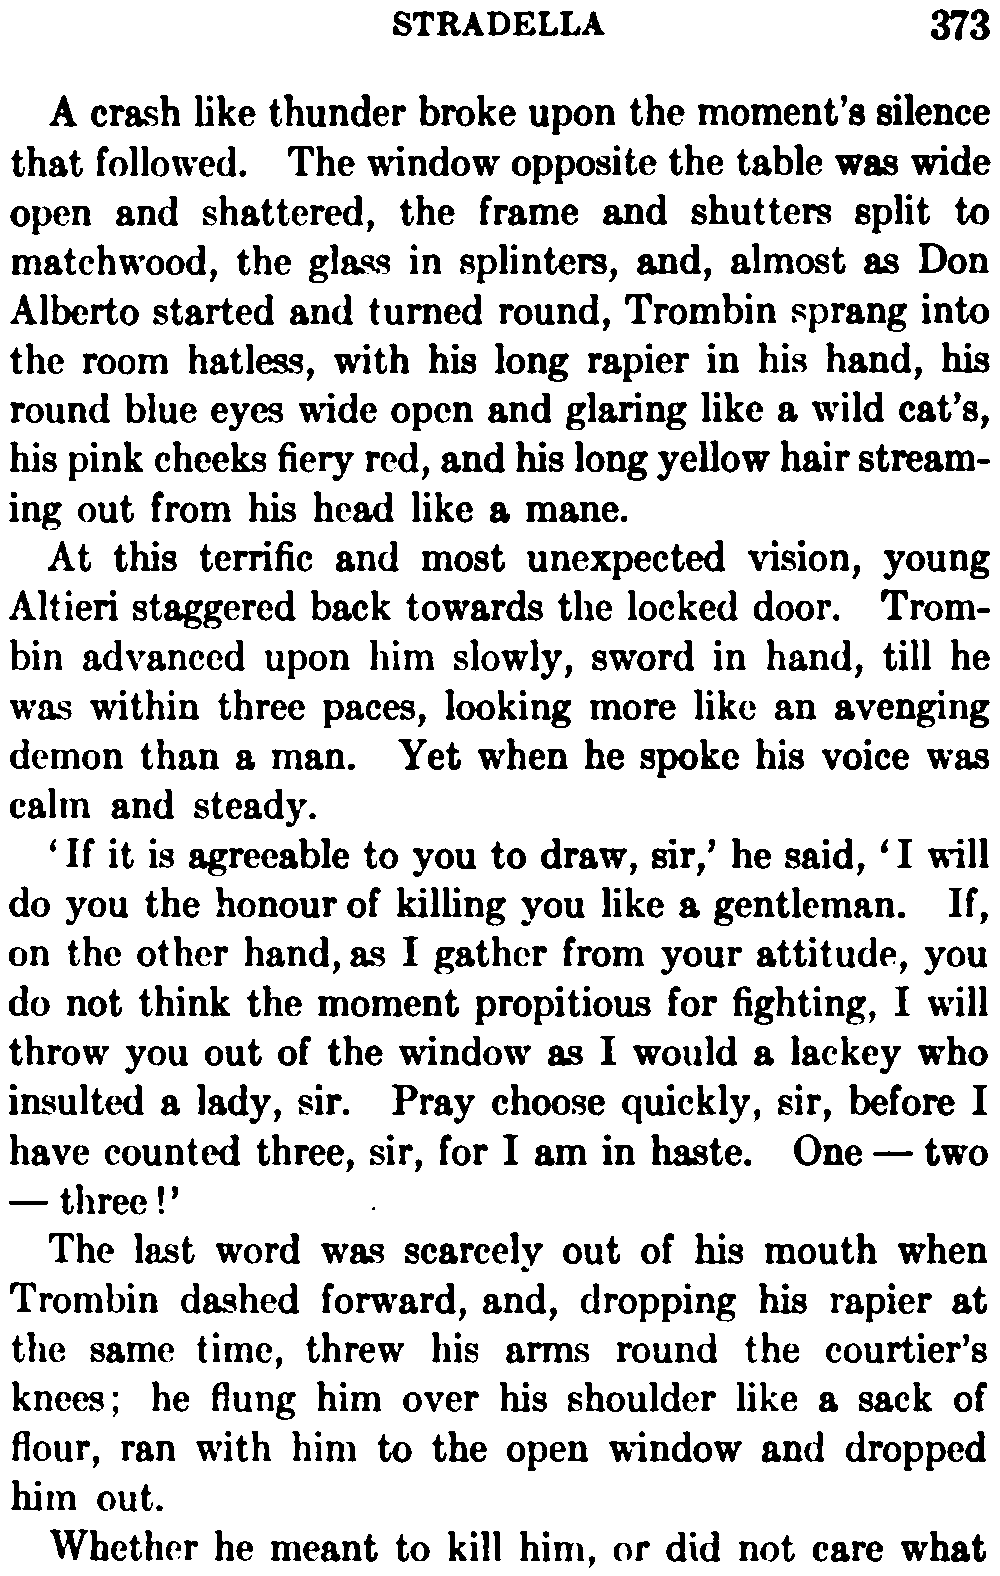 STRADELLA 373
A crash like thunder broke upon the moment's silence
that followed. The window opposite the table was wide
open and shattered, the frame and shutters split to
matchwood, the glass in splinters, and, almost as Don
Alberto started and turned round, Trombin sprang into
the room hatless, with his long rapier in his hand, his
round blue eyes wide open and glaring like a wild cat's,
his pink cheeks fiery red, and his long yellow hair stream-
ing out from his head like a mane.
At this terrific and most unexpected vision, young
Altieri staggered back towards the locked door. Trom-
bin advanced upon him slowly, sword in hand, till he
was within three paces, looking more like an avenging
demon than a man. Yet when he spoke his voice was
calm and steady.
'If it is agreeable to you to draw, sir,' he said, 'I will
do you the honour of killing you like a gentleman. If,
on the other hand, as I gather from your attitude, you
do not think the moment propitious for fighting, I will
throw you out of the window as I would a lackey who
insulted a lady, sir. Pray choose quickly, sir, before I
have counted three, sir, for I am in haste. One — two
— three!'
The last word was scarcely out of his mouth when
Trombin dashed forward, and, dropping his rapier at
the same time, threw his arms round the courtier's
knees; he flung him over his shoulder like a sack of
flour, ran with him to the open window and dropped
him out.
Whether he meant to kill him, or did not care what